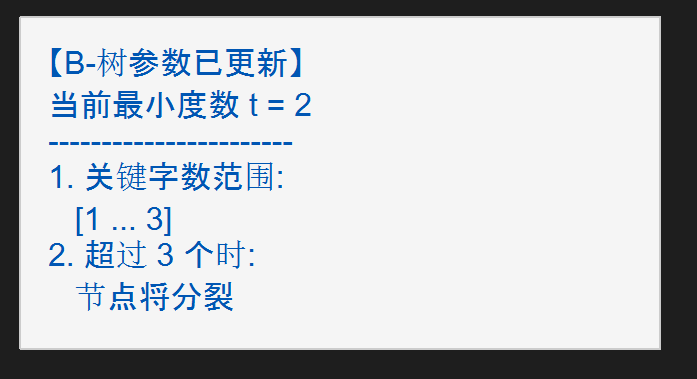 【B-树参数已更新】
当前最小度数 t = 2
-----------------------
1. 关键字数范围:
[1 ... 3]
2. 超过 3 个时:
节点将分裂